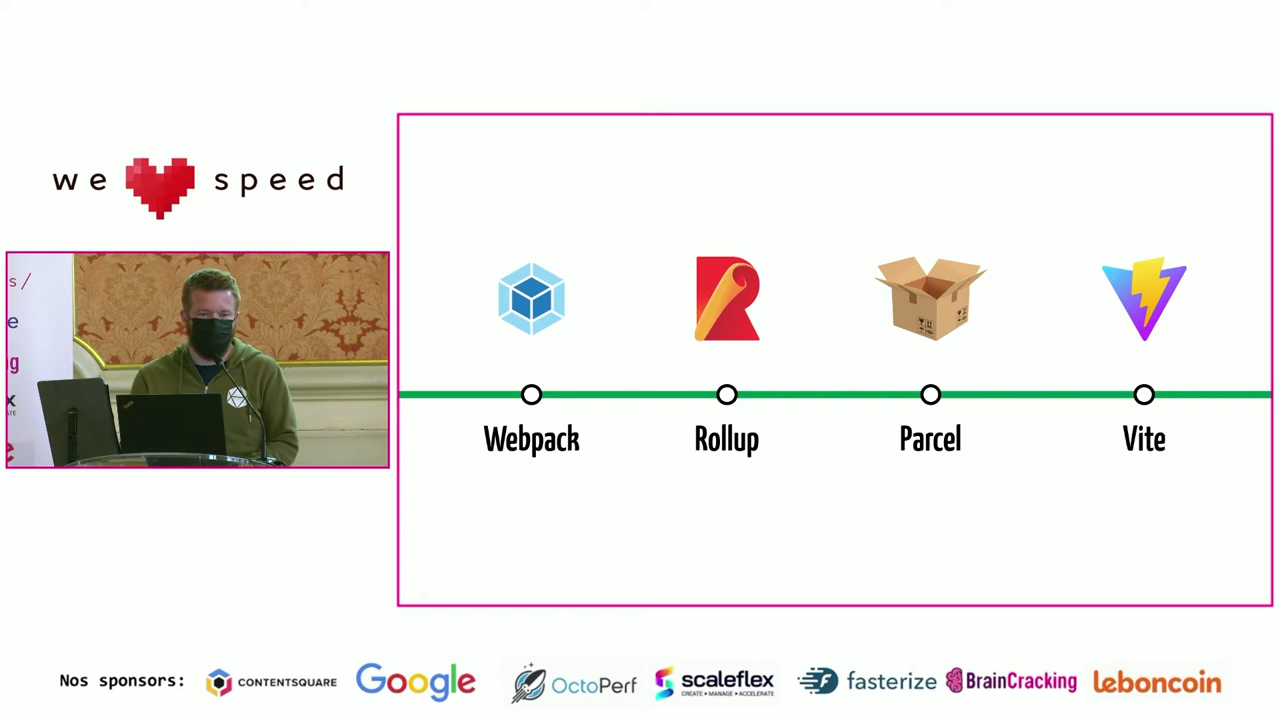 we speed
s /
e
g
x
Webpack
Rollup
Parcel
Vite
Nos sponsors:
CONTENTSQUARE
Google
OctoPerf
scaleflex
CREATE • MANAGE • ACCELERATE
fasterize
BrainCracking
leboncoin